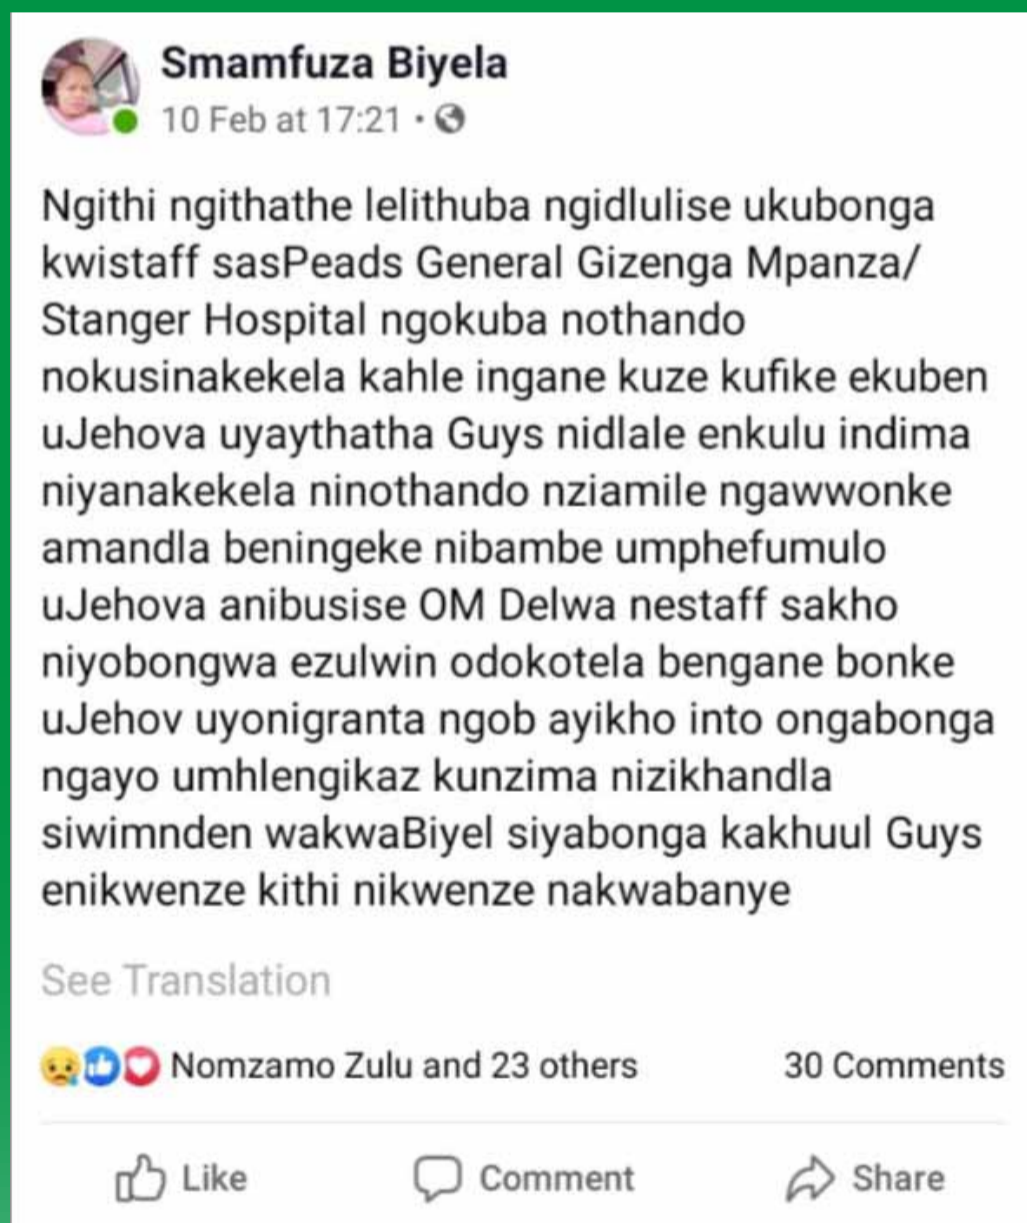 Smamfuza Biyela
10 Feb at 17:21 ·
Ngithi ngithathe lelithuba ngidlulise ukubonga
kwistaff sasPeads General Gizenga Mpanza/
Stanger Hospital ngokuba nothando
nokusinakekela kahle ingane kuze kufike ekuben
uJehova uyaythatha Guys nidlale enkulu indima
niyanakekela ninothando nziamile ngawwonke
amandla beningeke nibambe umphefumulo
uJehova anibusise OM Delwa nestaff sakho
niyobongwa ezulwin odokotela bengane bonke
uJehov uyonigranta ngob ayikho into ongabonga
ngayo umhlengikaz kunzima nizikhandla
siwimnden wakwaBiyel siyabonga kakhuul Guys
enikwenze kithi nikwenze nakwabanye
See Translation
Nomzamo Zulu and 23 others 30 Comments
Like Comment Share